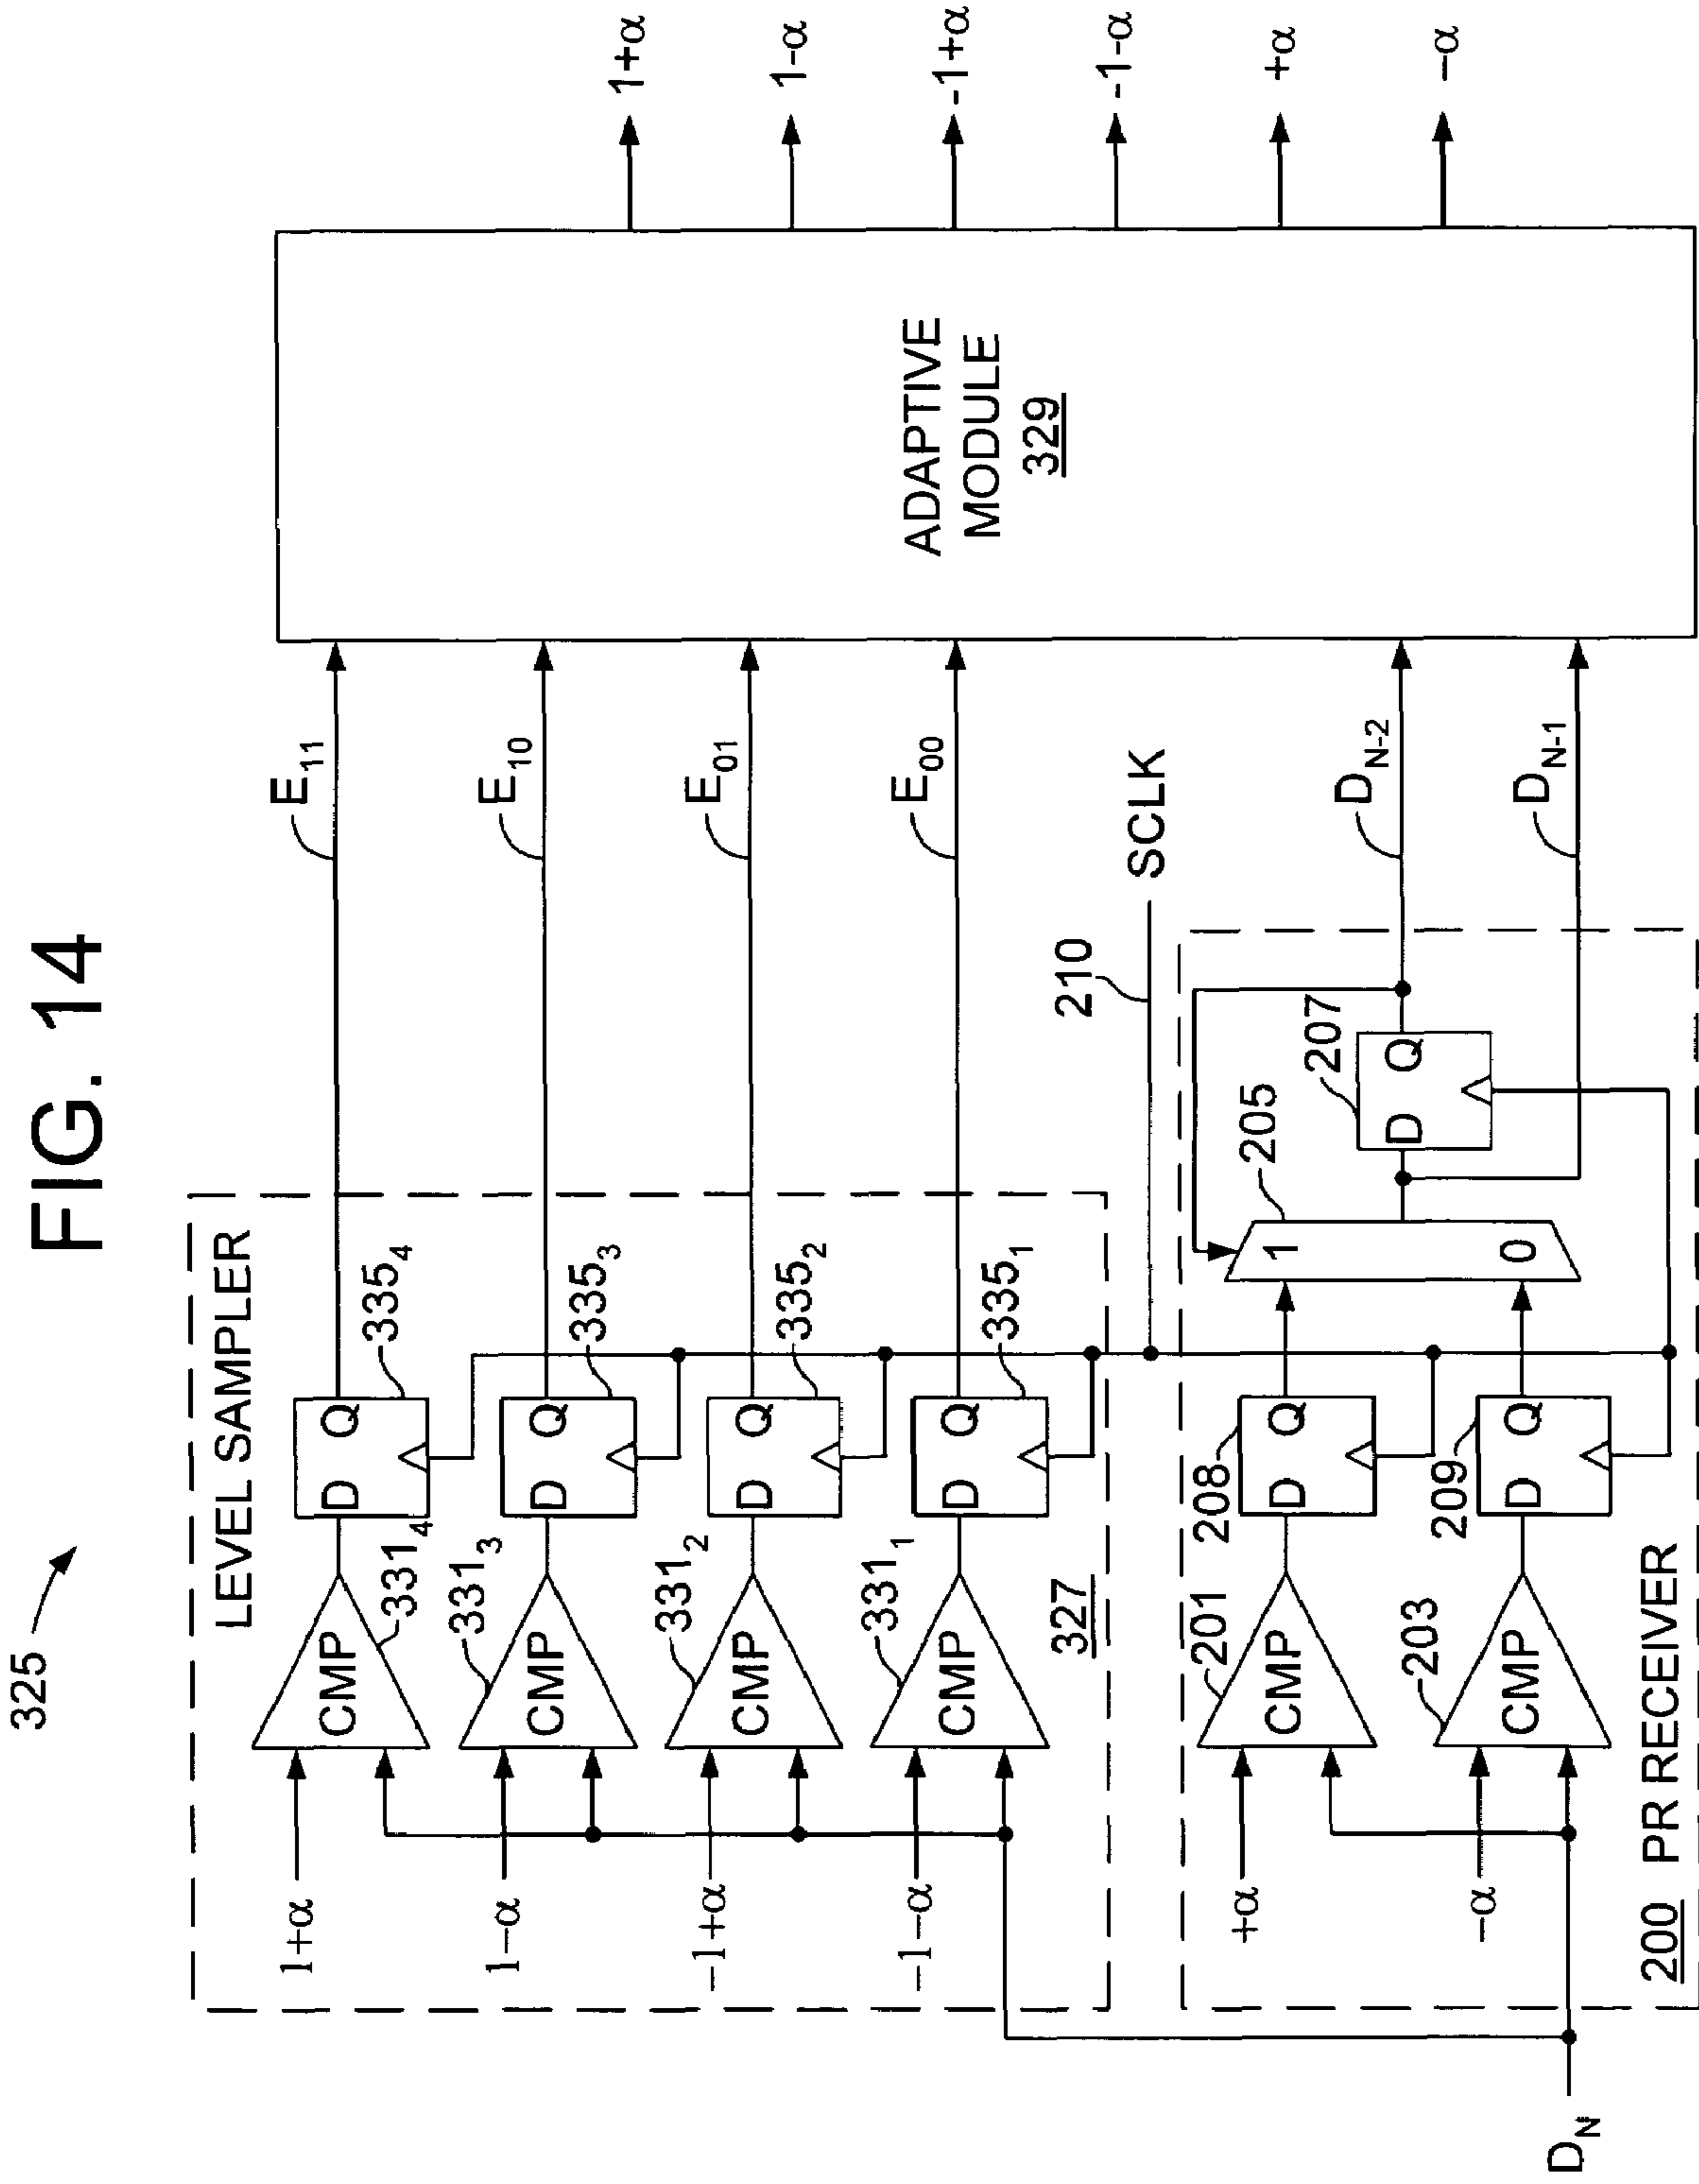 FIG. 14
325
LEVEL SAMPLER
1+α
CMP
331₄
D Q
335₄
E₁₁
1−α
CMP
331₃
D Q
335₃
E₁₀
−1+α
CMP
331₂
D Q
335₂
E₀₁
−1−α
CMP
331₁
D Q
335₁
E₀₀
327
210
SCLK
+α
CMP
201
D Q
208
−α
CMP
203
D Q
209
1
0
205
D Q
207
D_N-2
D_N-1
200 PR RECEIVER
D_N
ADAPTIVE
MODULE
329
1+α
1-α
-1+α
-1-α
+α
−α